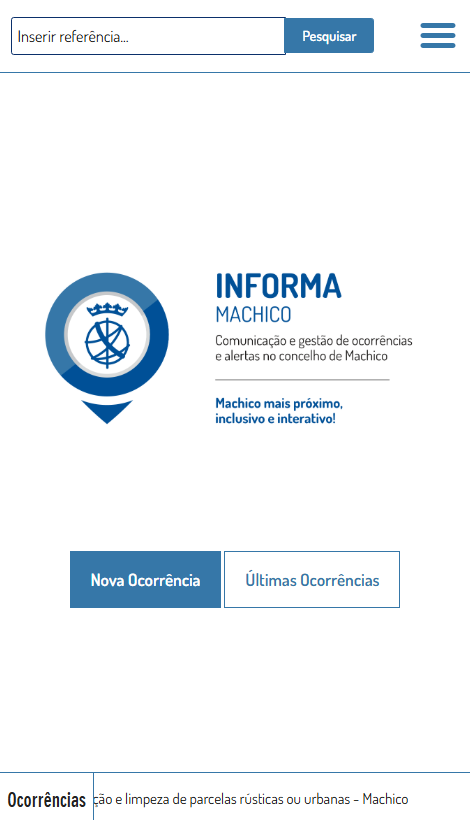 Inserir referência...
Pesquisar
INFORMA
MACHICO
Comunicação e gestão de ocorrências
e alertas no concelho de Machico
Machico mais próximo,
inclusivo e interativo!
Nova Ocorrência
Últimas Ocorrências
Ocorrências
ção e limpeza de parcelas rústicas ou urbanas - Machico